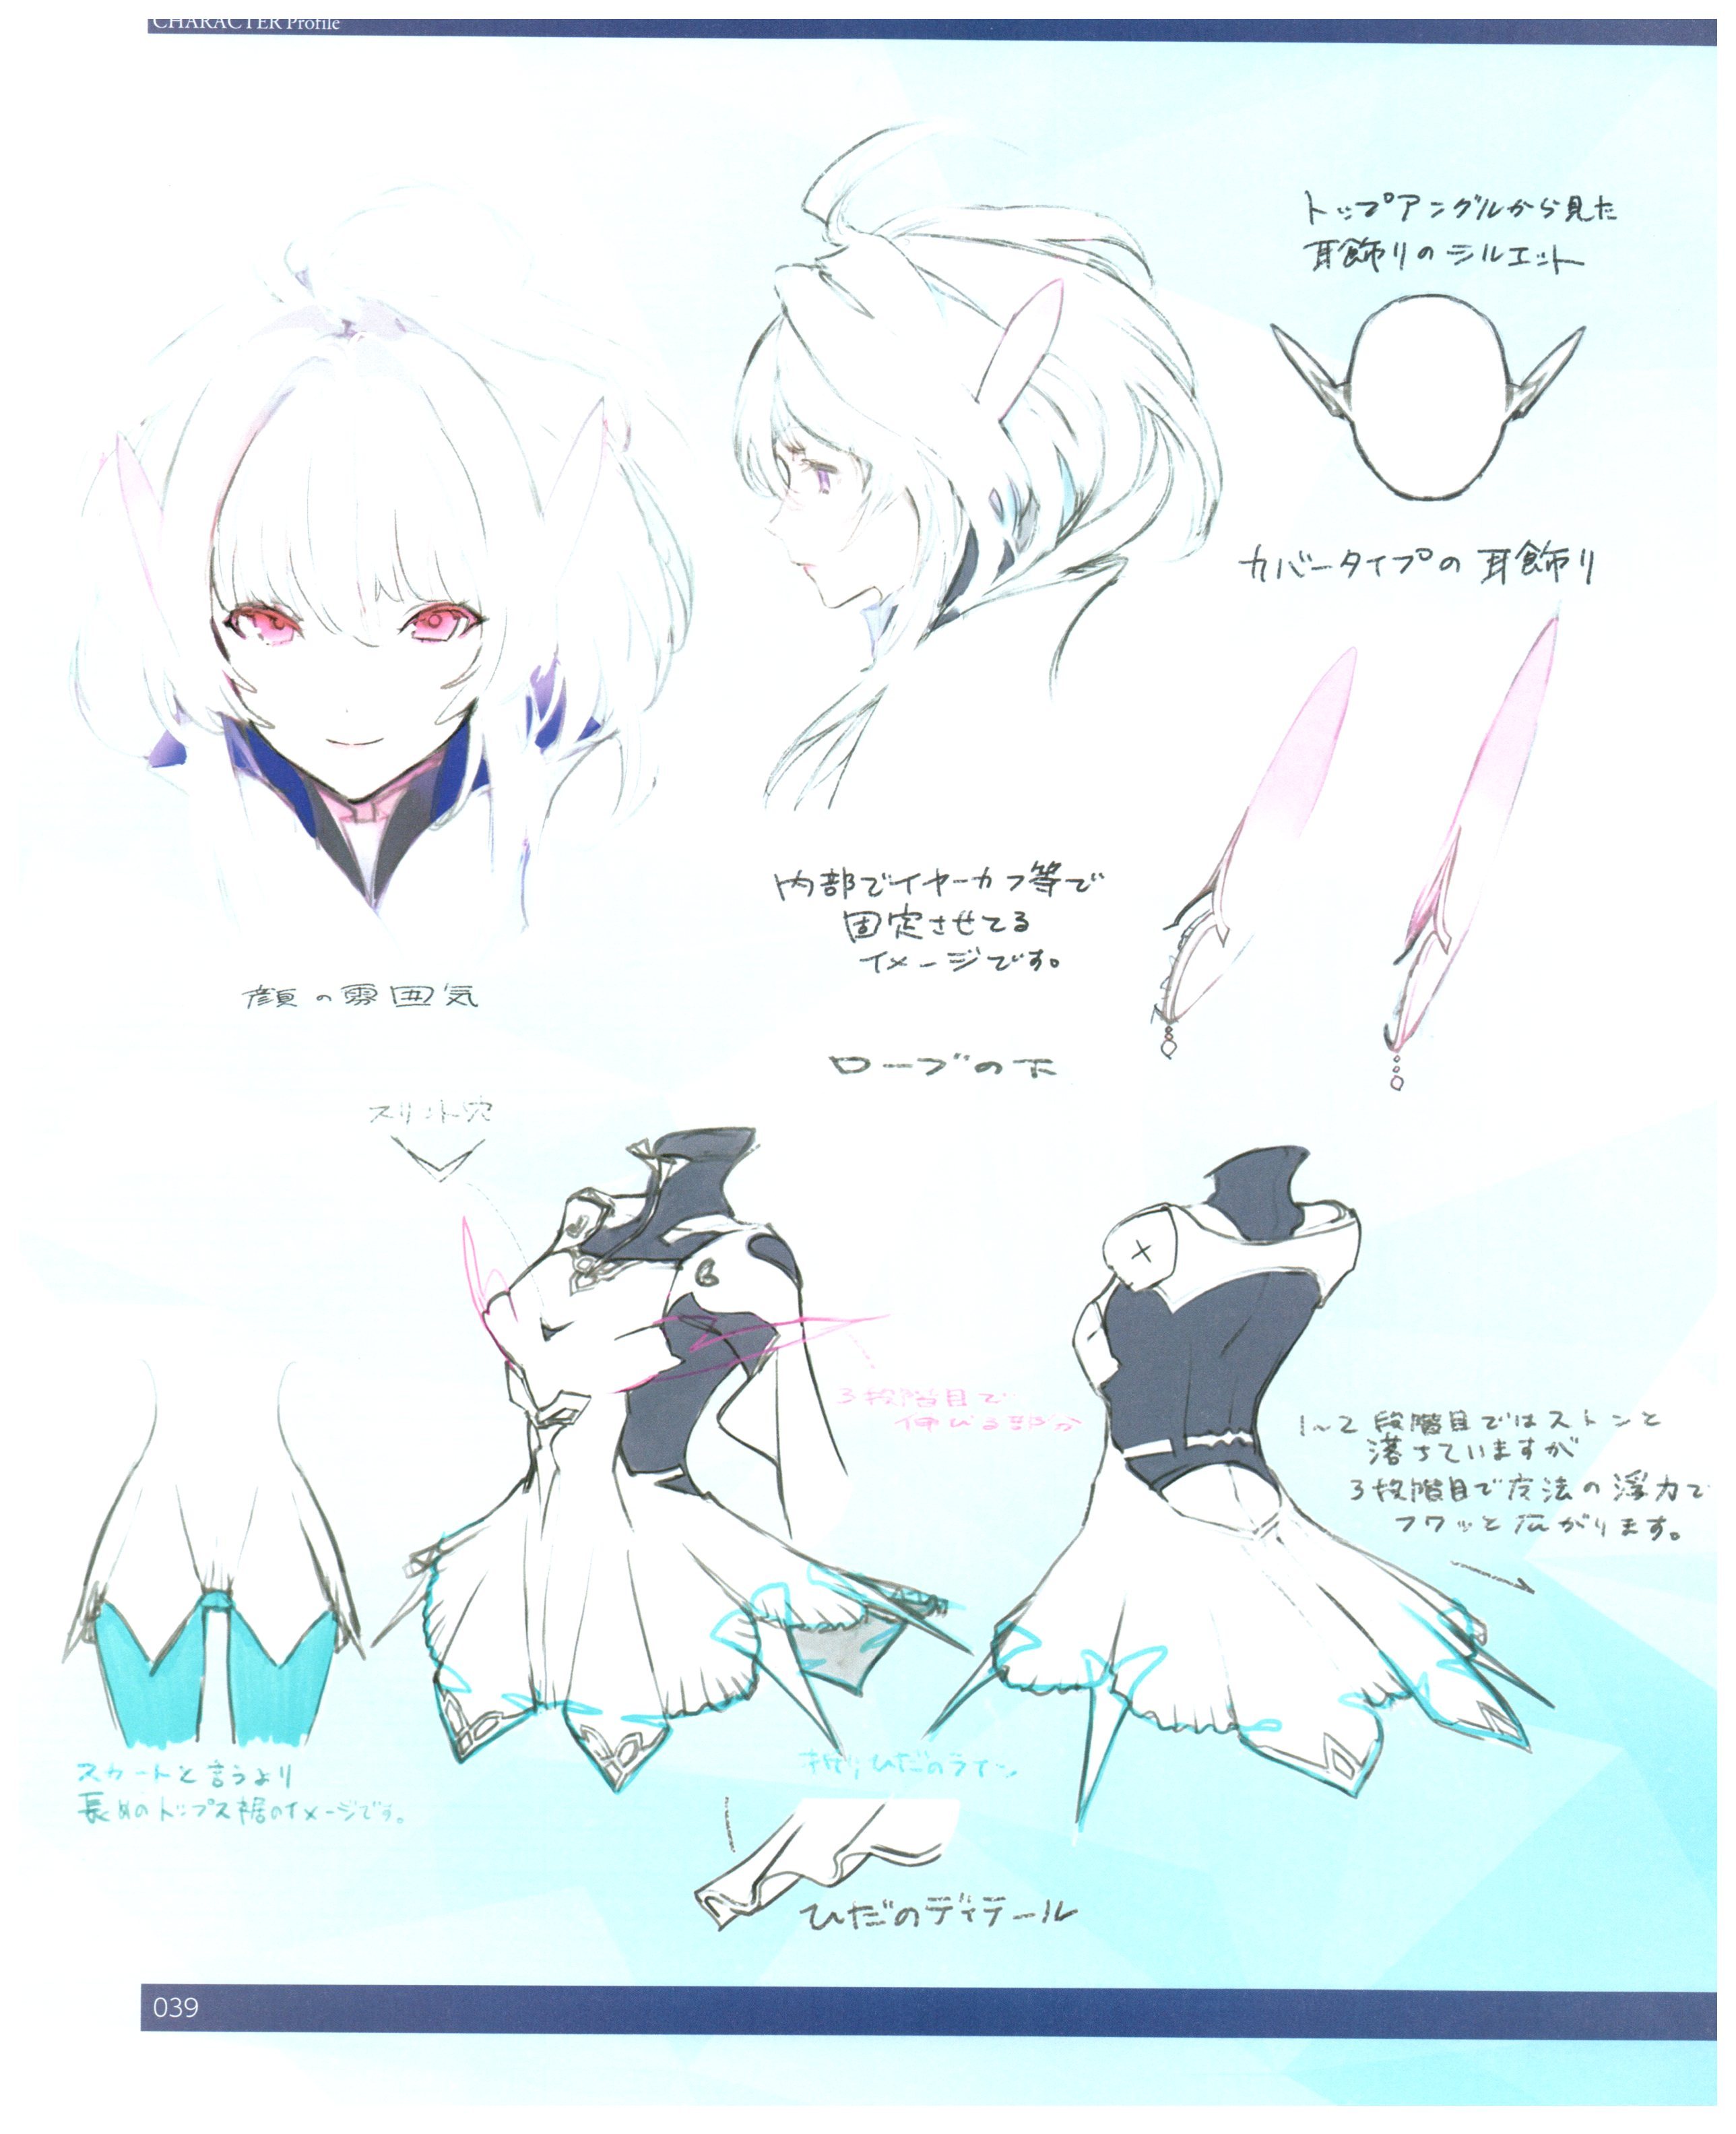 CHARACTER Profile
トップアングルから見た
耳飾りのシルエット
カバータイプの耳飾り
内部でイヤーカフ等で
固定させてる
イメージです。
顔の雰囲気
ローブの下
スリット穴
3段階目で
伸びる部分
1~2段階目ではストンと
落ちていますが
3段階目で魔法の浮力で
フワッと広がります。
スカートと言うより
長めのトップス裾のイメージです。
折りひだのライン
ひだのディテール
039